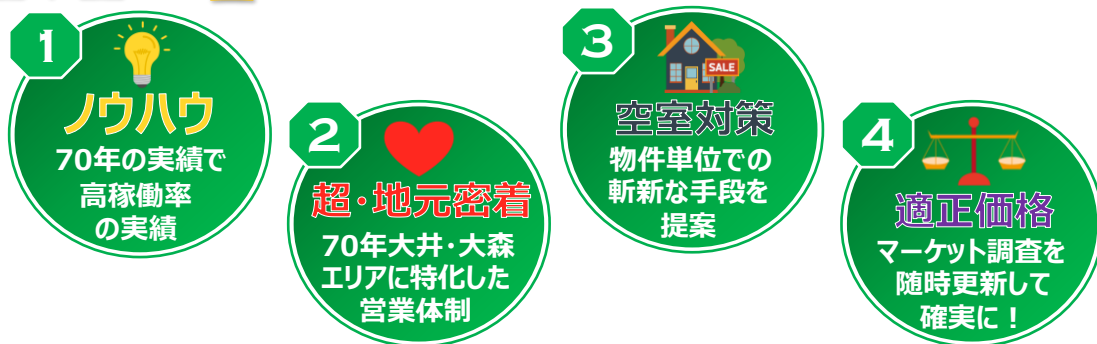 1
ノウハウ
70年の実績で
高稼働率
の実績
2
超・地元密着
70年大井・大森
エリアに特化した
営業体制
3
SALE
空室対策
物件単位での
斬新な手段を
提案
4
適正価格
マーケット調査を
随時更新して
確実に！